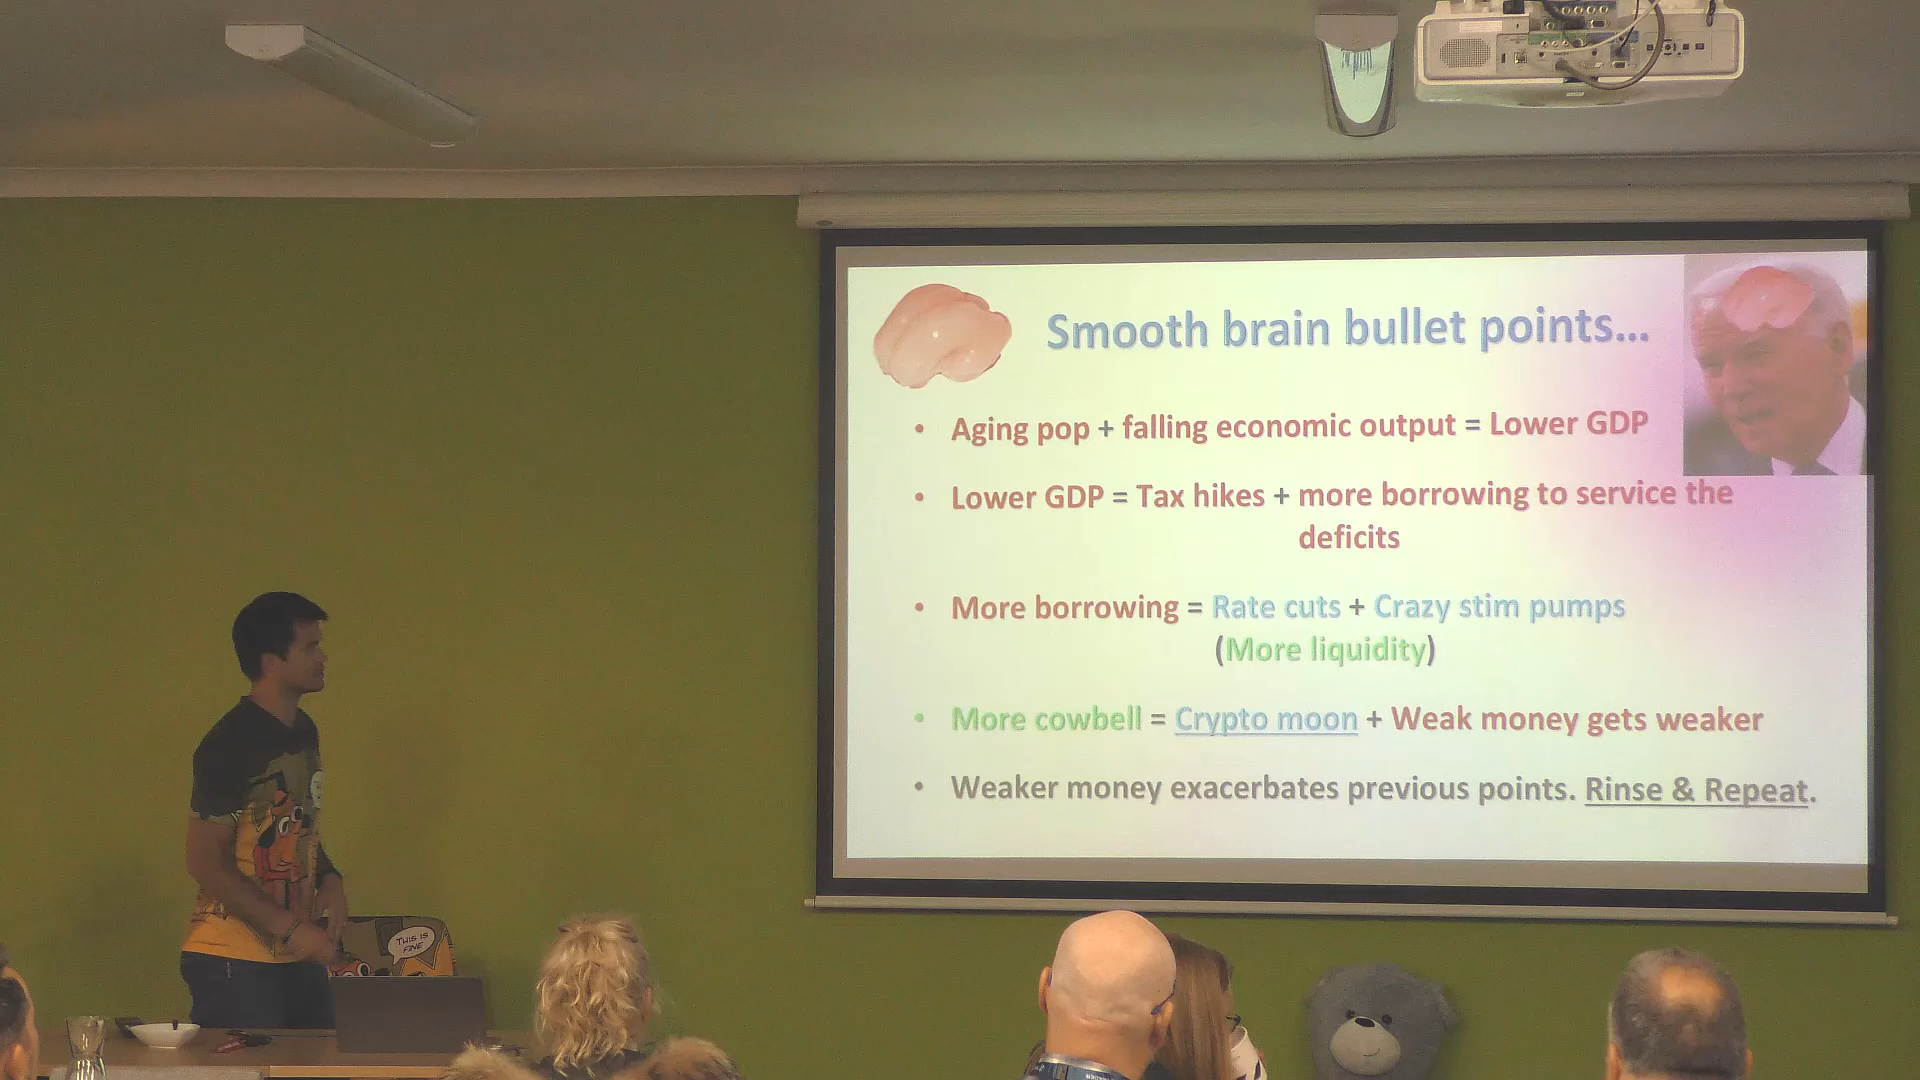 Smooth brain bullet points...
• Aging pop + falling economic output = Lower GDP
• Lower GDP = Tax hikes + more borrowing to service the
deficits
• More borrowing = Rate cuts + Crazy stim pumps
(More liquidity)
• More cowbell = Crypto moon + Weak money gets weaker
• Weaker money exacerbates previous points. Rinse & Repeat.
THIS IS
FINE